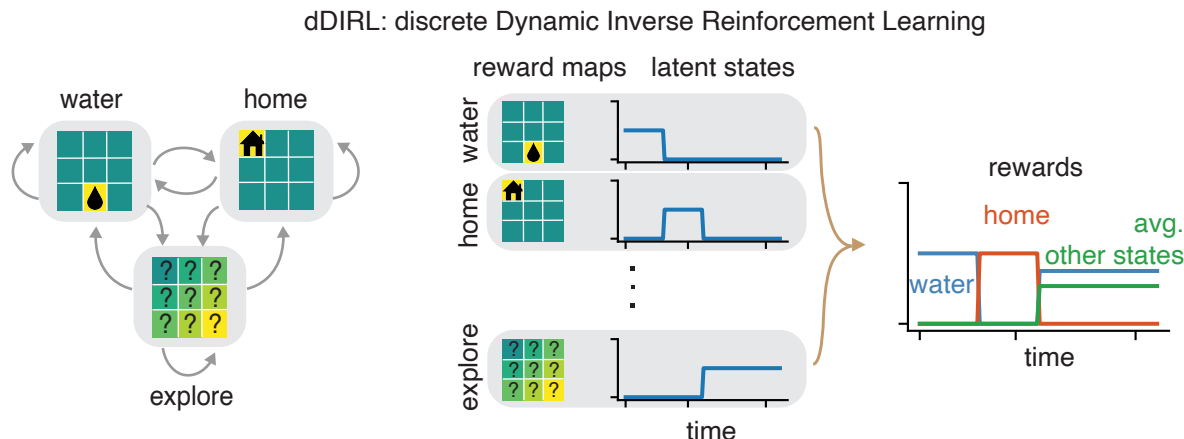 dDIRL: discrete Dynamic Inverse Reinforcement Learning
water
home
? ? ?
? ? ?
? ? ?
explore
reward maps
latent states
water
home
explore
? ? ?
? ? ?
? ? ?
time
rewards
home
avg.
other states
water
time